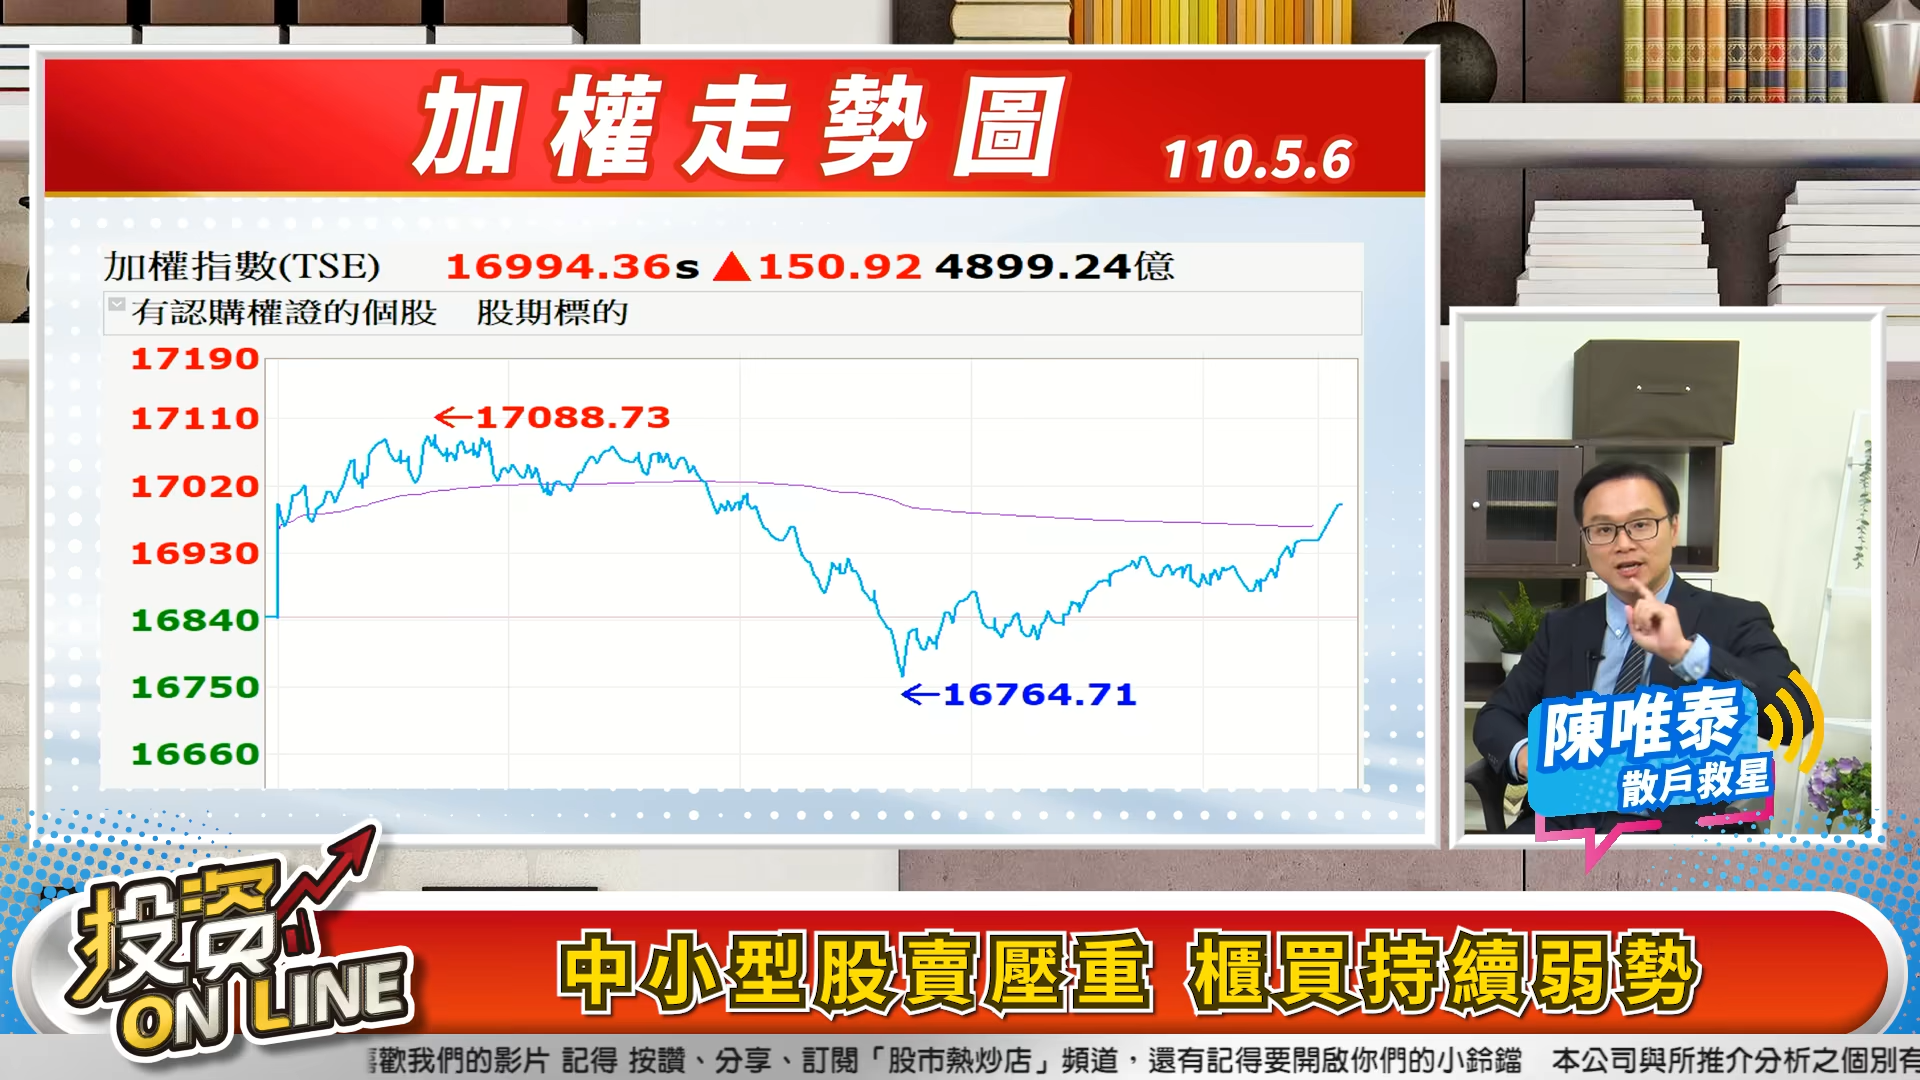 加權走勢圖
110.5.6
加權指數(TSE) 16994.36s ▲150.92 4899.24億
有認購權證的個股 股期標的
17190
17110
17020
16930
16840
16750
16660
←17088.73
←16764.71
陳唯泰
散戶救星
投資
ON LINE
中小型股賣壓重 櫃買持續弱勢
歡我們的影片 記得 按讚、分享、訂閱「股市熱炒店」頻道，還有記得要開啟你們的小鈴鐺 本公司與所推介分析之個別有